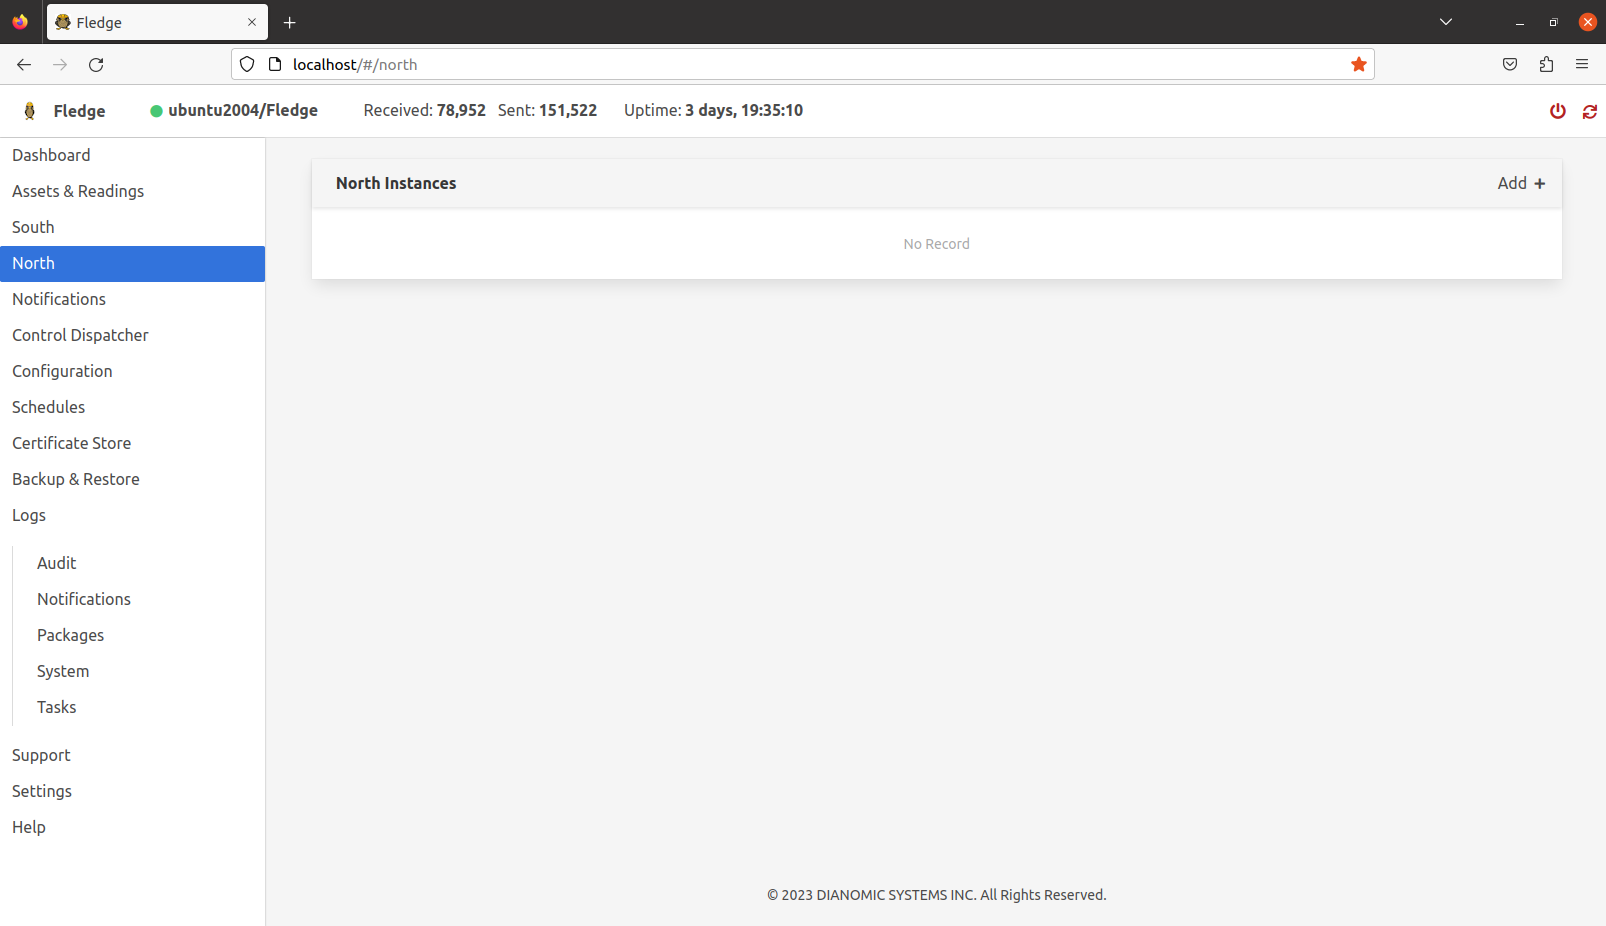 Fledge
localhost/#/north
Fledge ubuntu2004/Fledge Received: 78,952 Sent: 151,522 Uptime: 3 days, 19:35:10
Dashboard
Assets & Readings
South
North
Notifications
Control Dispatcher
Configuration
Schedules
Certificate Store
Backup & Restore
Logs
Audit
Notifications
Packages
System
Tasks
Support
Settings
Help
North Instances Add +
No Record
© 2023 DIANOMIC SYSTEMS INC. All Rights Reserved.